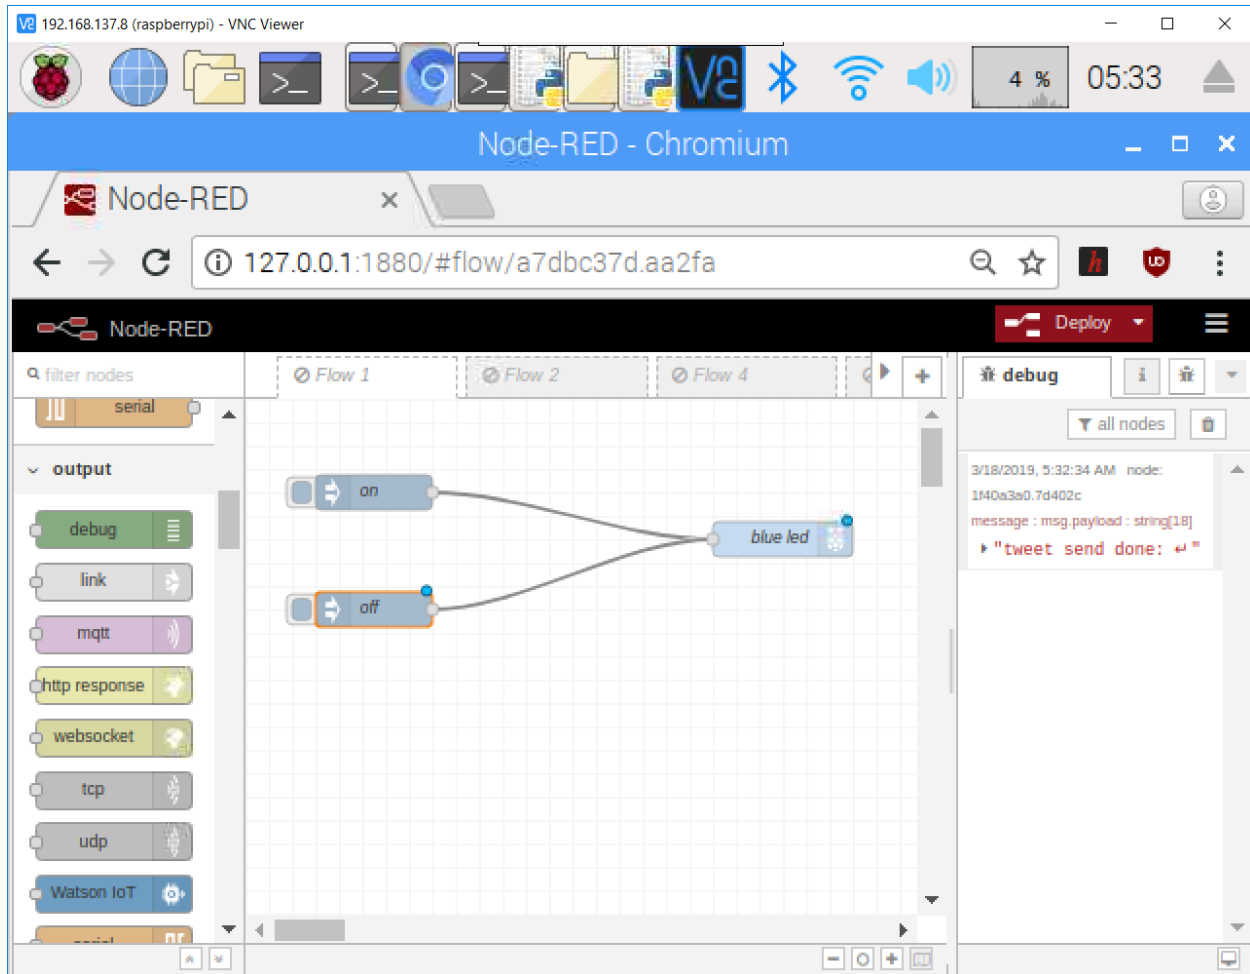 192.168.137.8 (raspberrypi) - VNC Viewer
4 % 05:33
Node-RED - Chromium
Node-RED
127.0.0.1:1880/#flow/a7dbc37d.aa2fa
Node-RED
Deploy
filter nodes
Flow 1
Flow 2
Flow 4
debug
i
serial
all nodes
output
3/18/2019, 5:32:34 AM node:
1f40a3a0.7d402c
message : msg.payload : string[18]
"tweet send done: ↵"
on
blue led
off
debug
link
mqtt
http response
websocket
tcp
udp
Watson IoT
serial